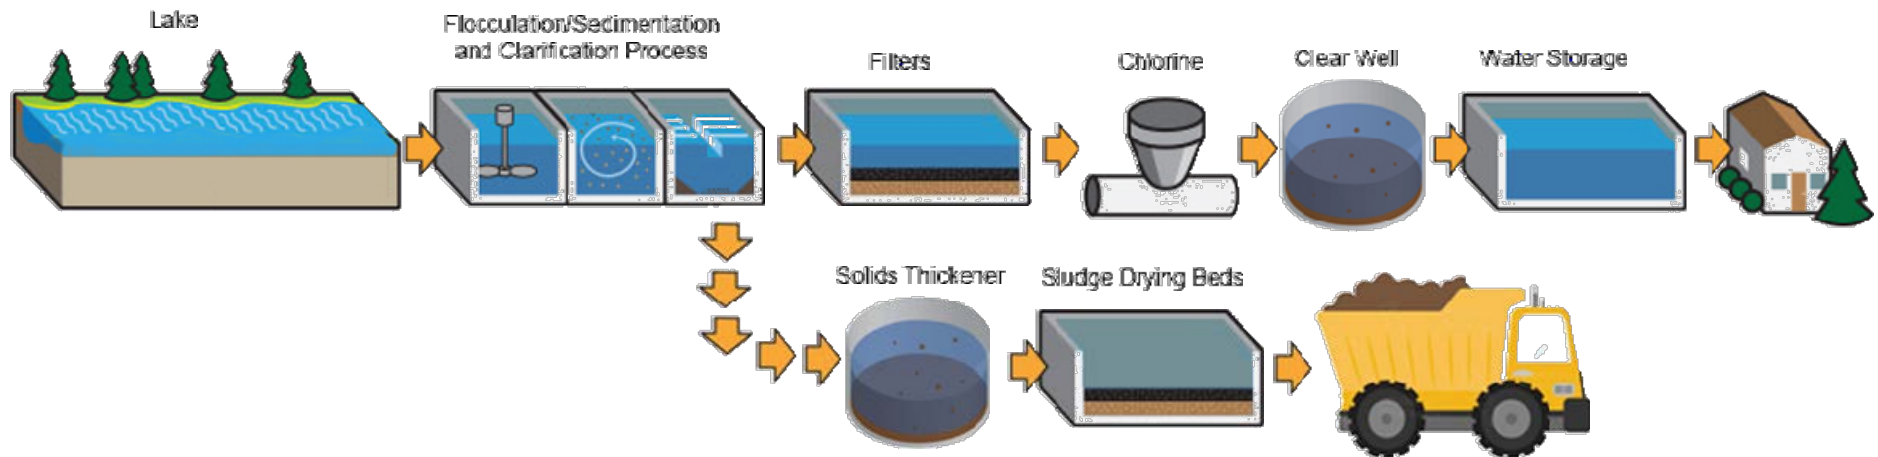 Lake
Flocculation/Sedimentation
and Clarification Process
Filters
Chlorine
Clear Well
Water Storage
Solids Thickener
Sludge Drying Beds